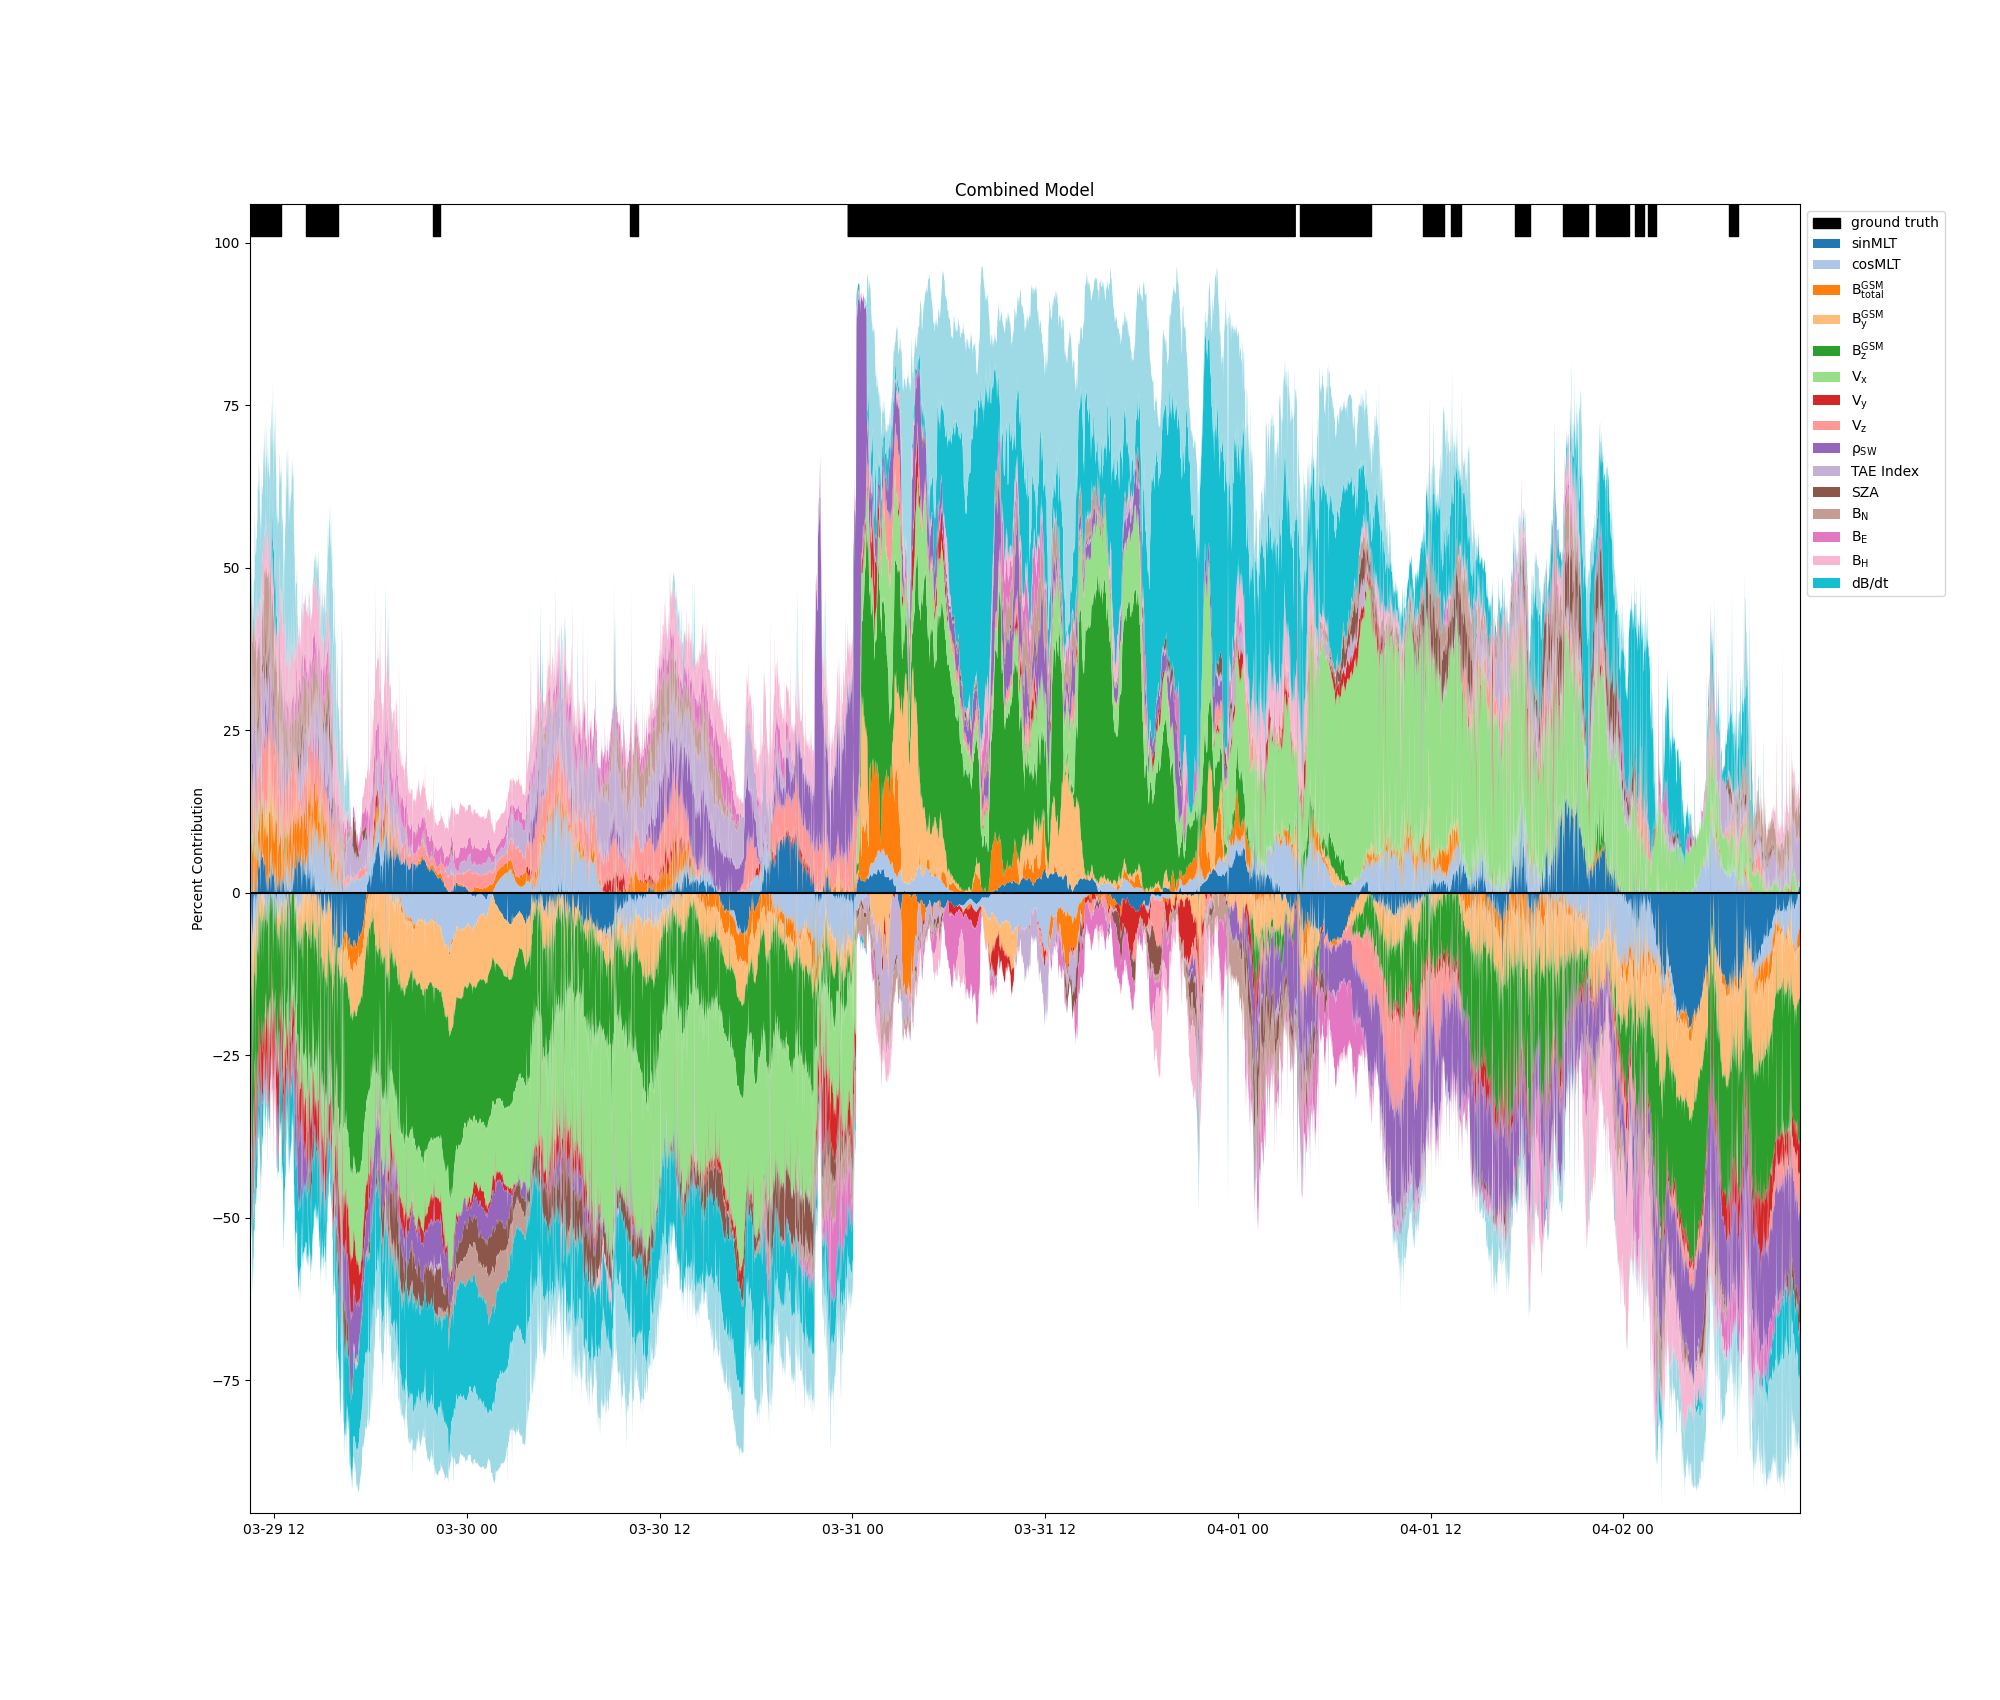 Combined Model
Percent Contribution
100
75
50
25
0
−25
−50
−75
03-29 12
03-30 00
03-30 12
03-31 00
03-31 12
04-01 00
04-01 12
04-02 00
ground truth
sinMLT
cosMLT
B_total^GSM
B_y^GSM
B_z^GSM
V_x
V_y
V_z
ρ_SW
TAE Index
SZA
B_N
B_E
B_H
dB/dt